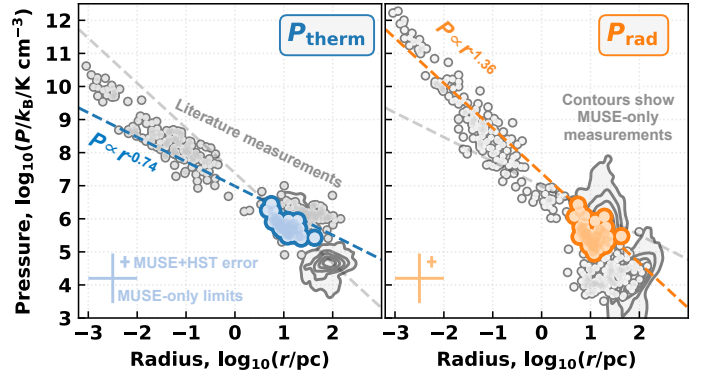 P_therm
P_rad
P ∝ r^-0.74
P ∝ r^-1.36
Literature measurements
Contours show
MUSE-only
measurements
MUSE+HST error
MUSE-only limits
Pressure, log₁₀(P/k_B/K cm⁻³)
12
11
10
9
8
7
6
5
4
3
-3
-2
-1
0
1
2
3
-3
-2
-1
0
1
2
3
Radius, log₁₀(r/pc)
Radius, log₁₀(r/pc)